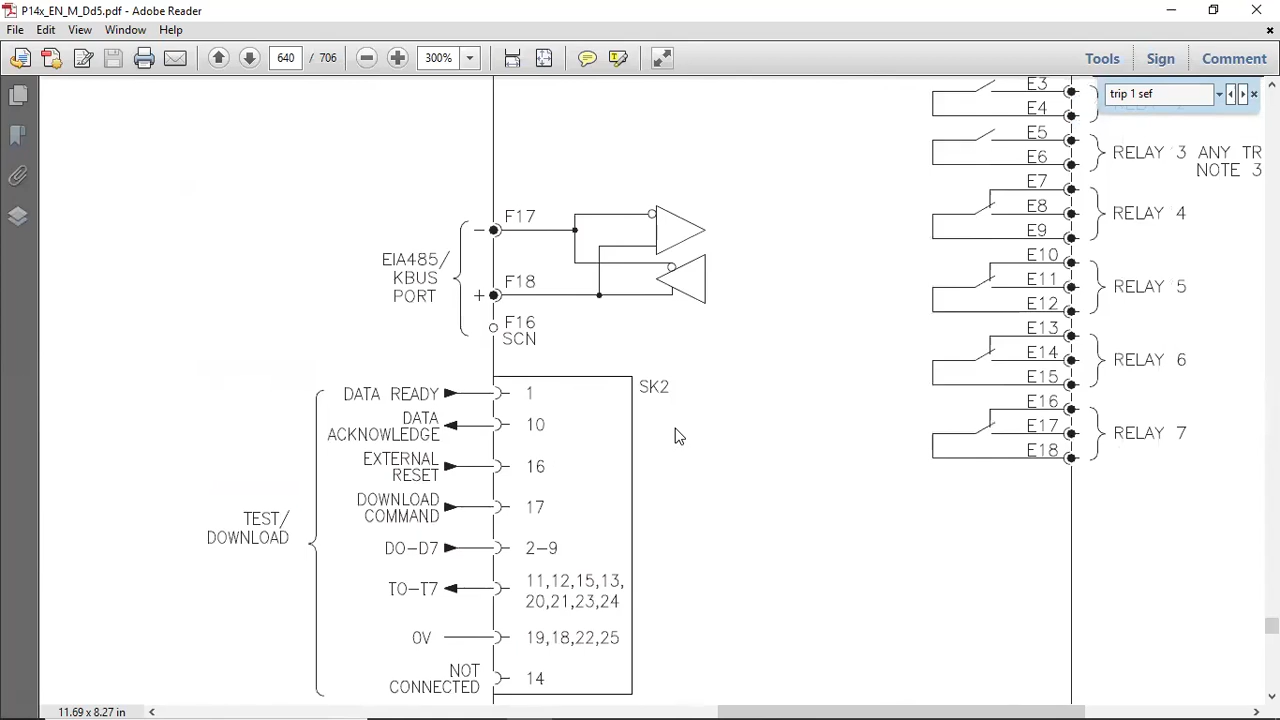 P14x_EN_M_Dd5.pdf - Adobe Reader
File Edit View Window Help
640 / 706 300% Tools Sign Comment
trip 1 sef
E3
E4
E5
E6
RELAY 3 ANY TR
NOTE 3
E7
E8
E9
RELAY 4
E10
E11
E12
RELAY 5
E13
E14
E15
RELAY 6
E16
E17
E18
RELAY 7
EIA485/
KBUS
PORT
− F17
+ F18
F16
SCN
SK2
TEST/
DOWNLOAD
DATA READY 1
DATA
ACKNOWLEDGE 10
EXTERNAL
RESET 16
DOWNLOAD
COMMAND 17
DO-D7 2-9
TO-T7 11,12,15,13,
20,21,23,24
OV 19,18,22,25
NOT
CONNECTED 14
11.69 x 8.27 in